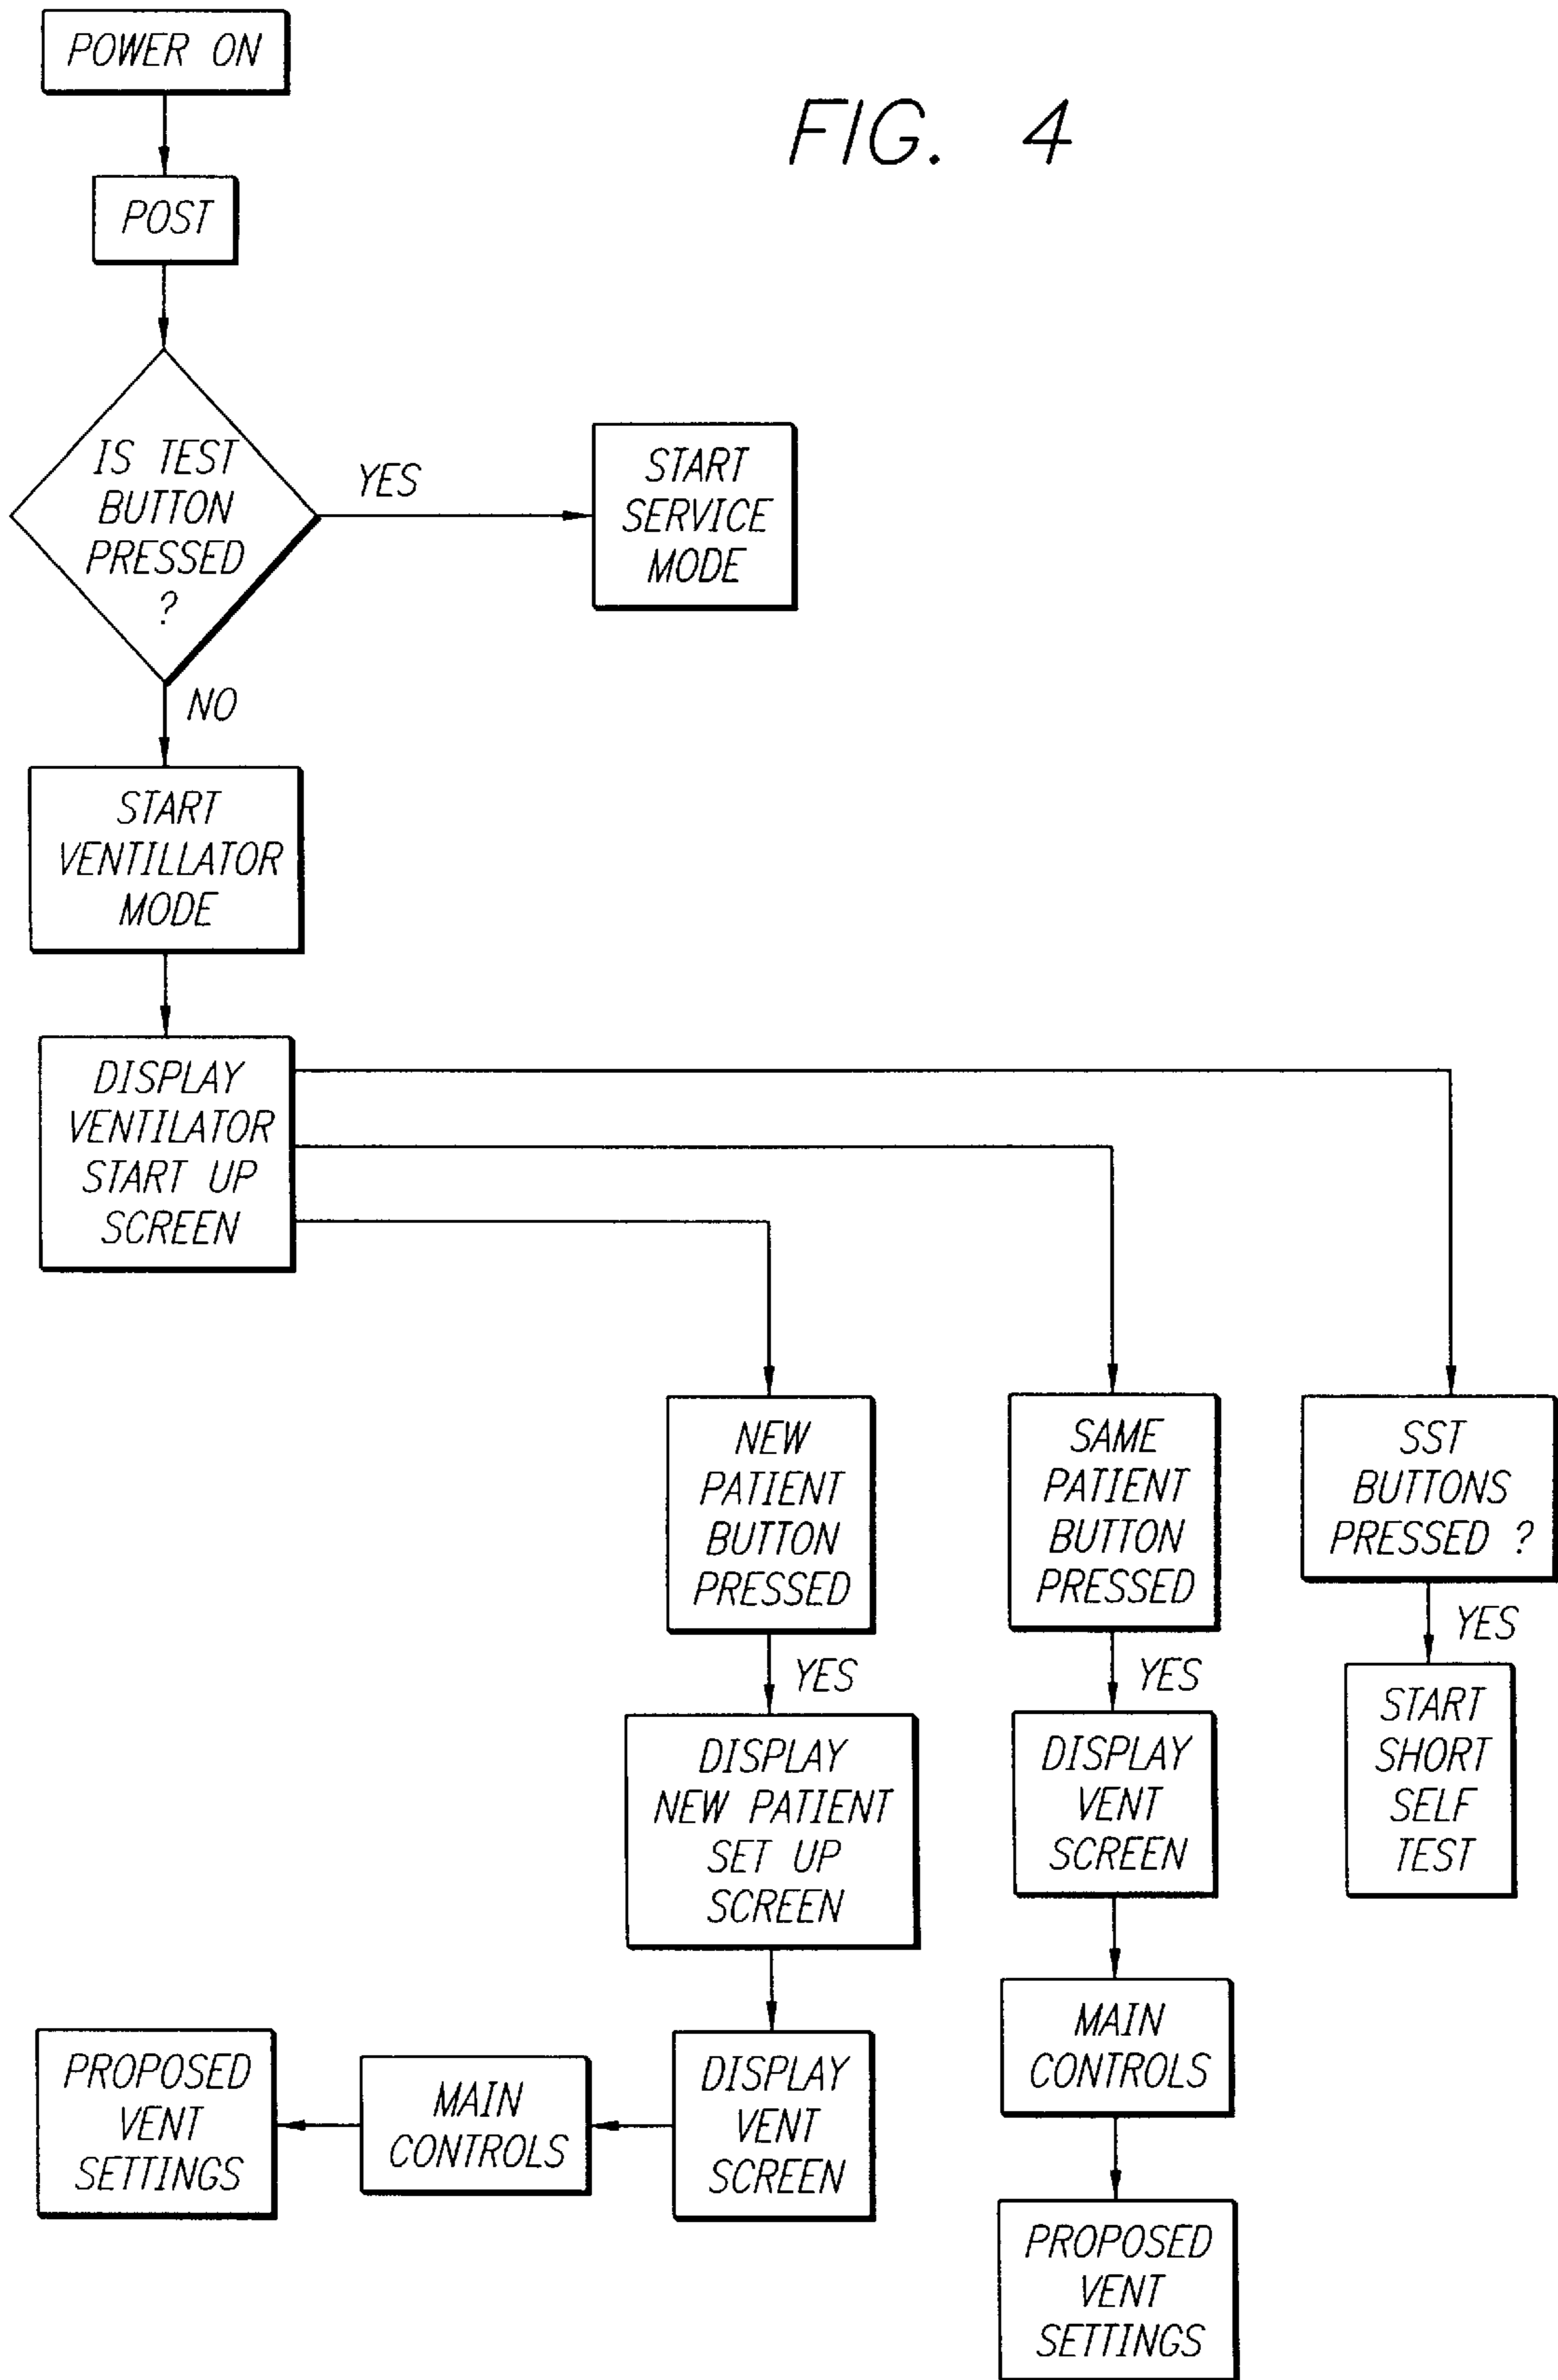 POWER ON
FIG. 4
POST
IS TEST
BUTTON
PRESSED
?
YES
START
SERVICE
MODE
NO
START
VENTILLATOR
MODE
DISPLAY
VENTILATOR
START UP
SCREEN
NEW
PATIENT
BUTTON
PRESSED
SAME
PATIENT
BUTTON
PRESSED
SST
BUTTONS
PRESSED ?
YES
YES
YES
DISPLAY
NEW PATIENT
SET UP
SCREEN
DISPLAY
VENT
SCREEN
START
SHORT
SELF
TEST
PROPOSED
VENT
SETTINGS
MAIN
CONTROLS
DISPLAY
VENT
SCREEN
MAIN
CONTROLS
PROPOSED
VENT
SETTINGS